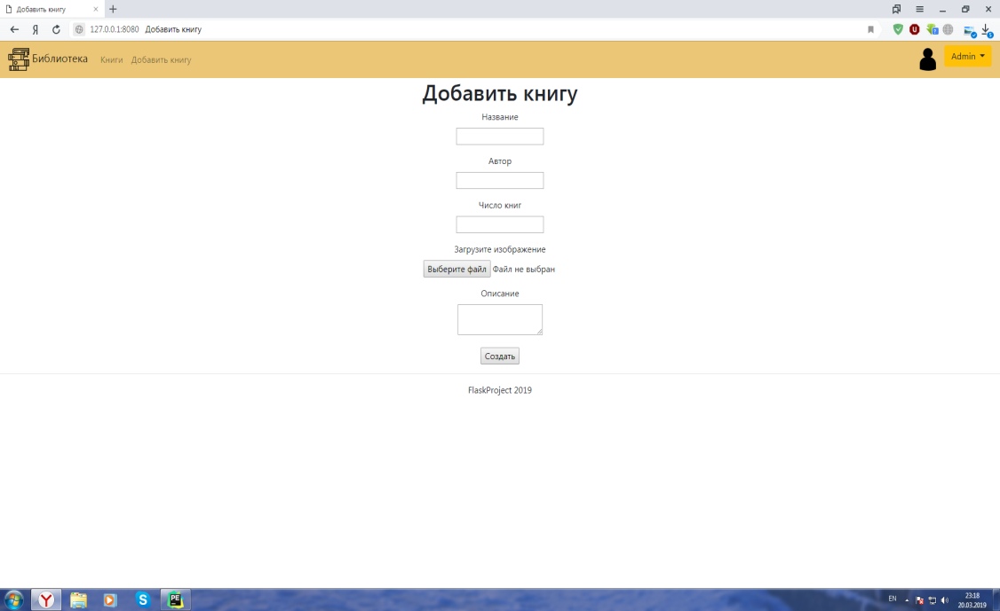 Добавить книгу
Я 127.0.0.1:8080 Добавить книгу
Библиотека Книги Добавить книгу Admin
Добавить книгу
Название
Автор
Число книг
Загрузите изображение
Выберите файл Файл не выбран
Описание
Создать
FlaskProject 2019
EN 23:18
20.03.2019